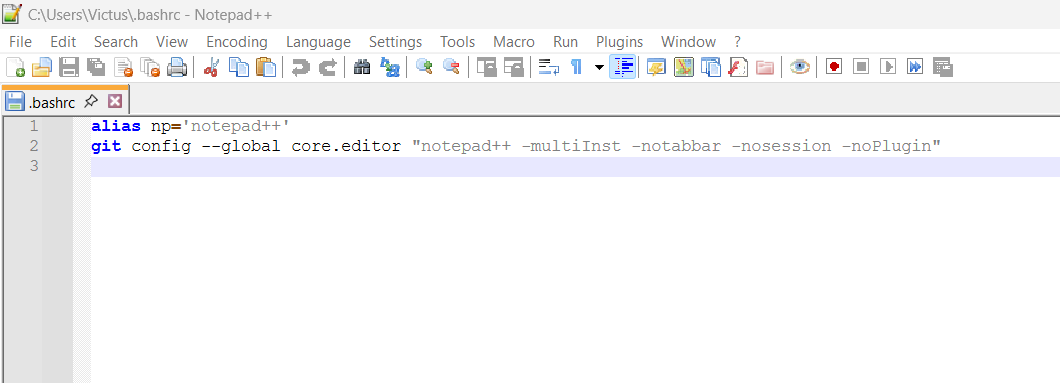 C:\Users\Victus\.bashrc - Notepad++
File Edit Search View Encoding Language Settings Tools Macro Run Plugins Window ?
.bashrc
1 alias np='notepad++'
2 git config --global core.editor "notepad++ -multiInst -notabbar -nosession -noPlugin"
3